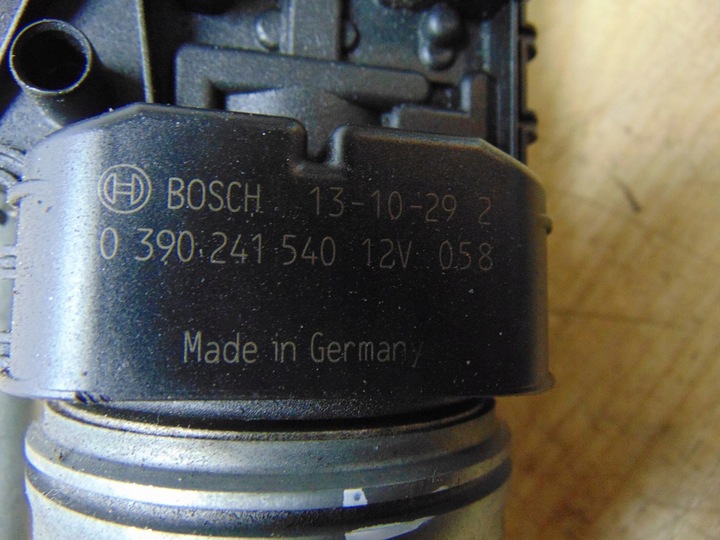 BOSCH 13-10-29 2
0 390 241 540 12V 058
Made in Germany